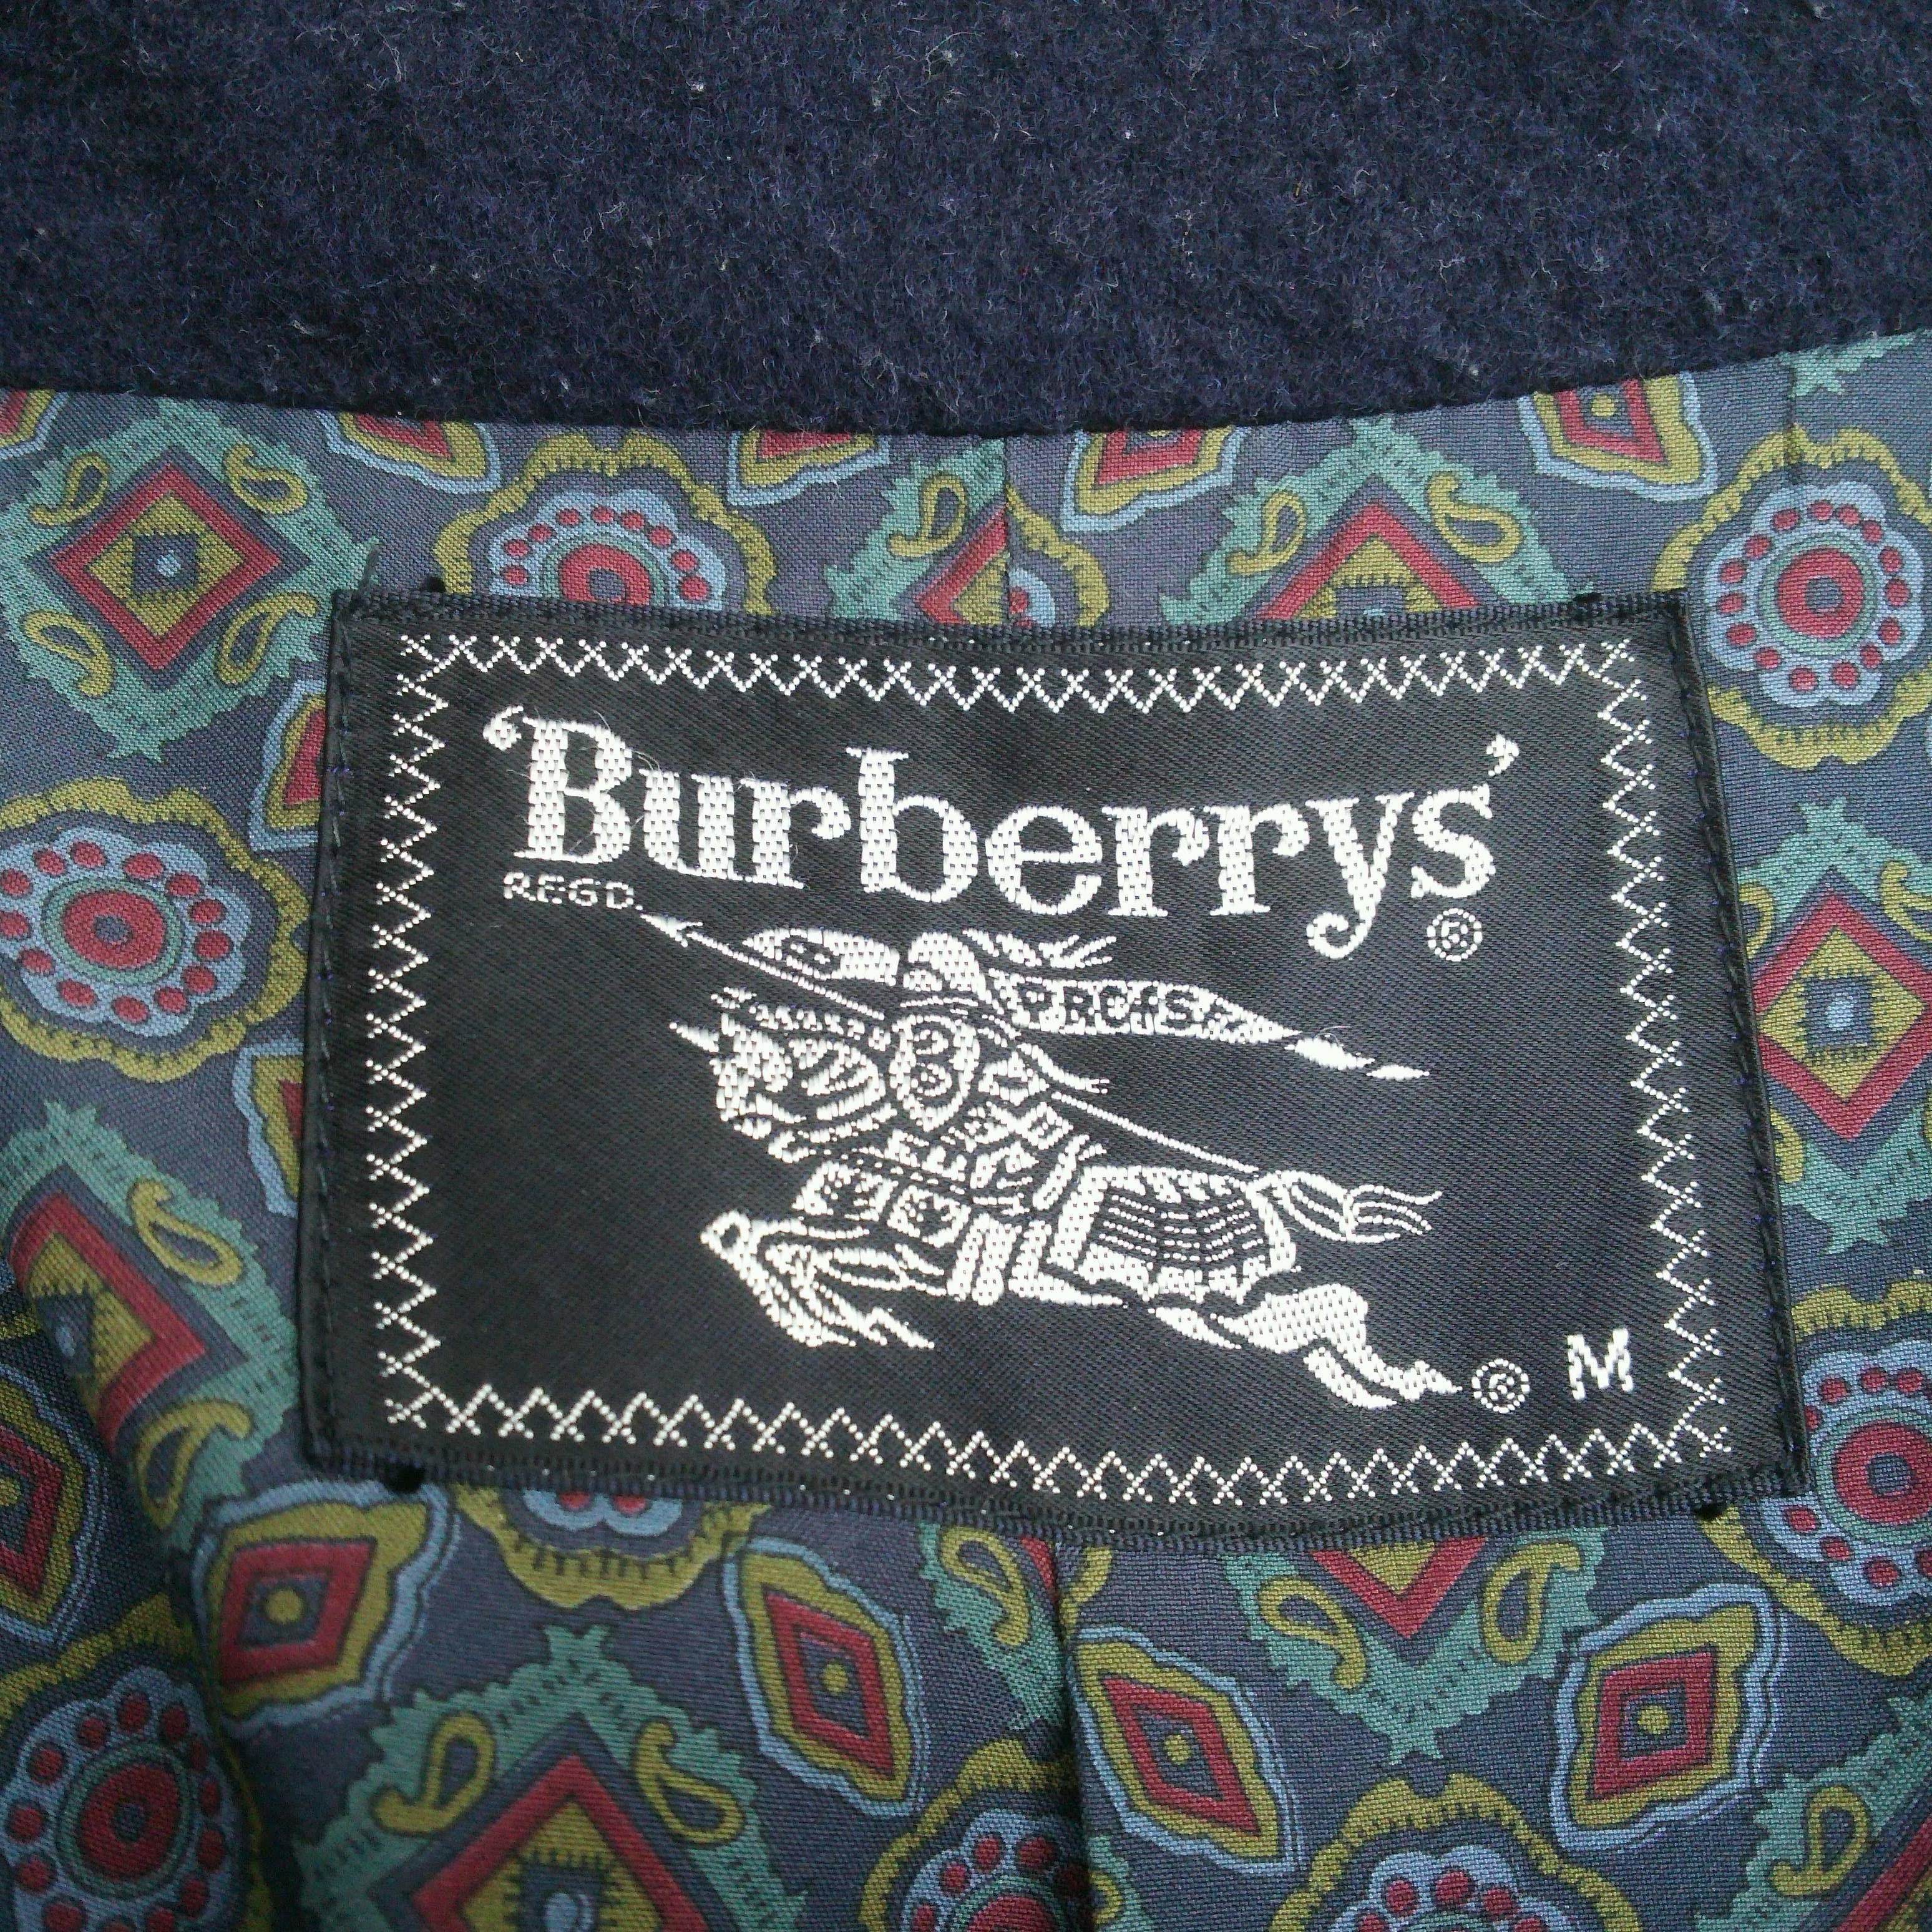 'Burberrys'
REGD. ®
PRORSUM
B
® M